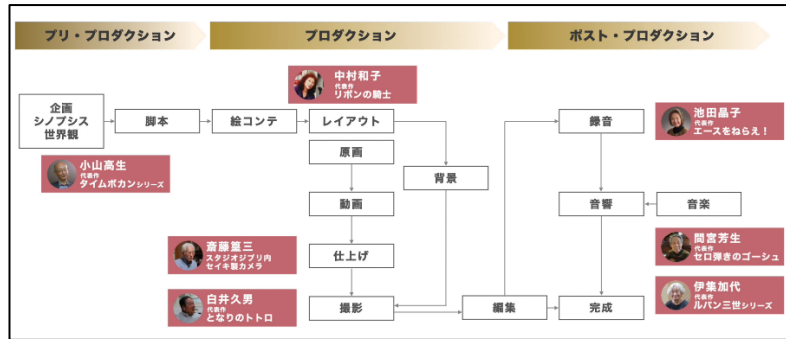 プリ・プロダクション
プロダクション
ポスト・プロダクション
中村和子
代表作
リボンの騎士
企画
シノプシス
世界観
脚本
絵コンテ
レイアウト
録音
池田晶子
代表作
エースをねらえ!
原画
小山高生
代表作
タイムボカンシリーズ
背景
動画
音響
音楽
斎藤篁三
スタジオジブリ内
セイキ製カメラ
仕上げ
間宮芳生
代表作
セロ弾きのゴーシュ
白井久男
代表作
となりのトトロ
撮影
編集
完成
伊集加代
代表作
ルパン三世シリーズ